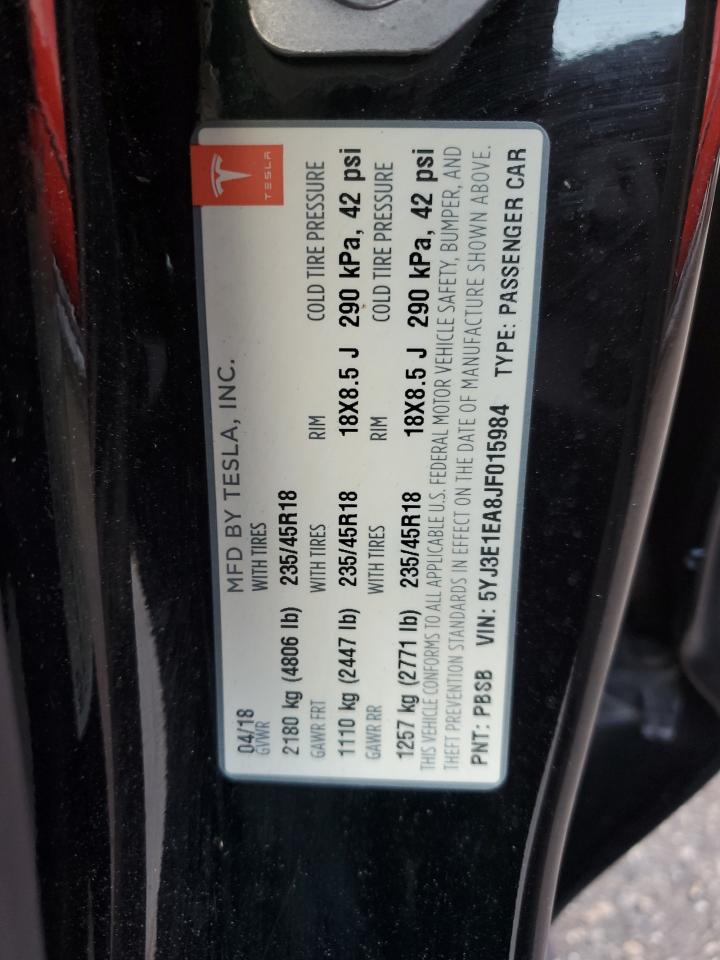 TESLA
MFD BY TESLA, INC.
04/18
GVWR WITH TIRES
2180 kg (4806 lb) 235/45R18
GAWR FRT WITH TIRES RIM COLD TIRE PRESSURE
1110 kg (2447 lb) 235/45R18 18X8.5 J 290 kPa, 42 psi
GAWR RR WITH TIRES RIM COLD TIRE PRESSURE
1257 kg (2771 lb) 235/45R18 18X8.5 J 290 kPa, 42 psi
THIS VEHICLE CONFORMS TO ALL APPLICABLE U.S. FEDERAL MOTOR VEHICLE SAFETY, BUMPER, AND
THEFT PREVENTION STANDARDS IN EFFECT ON THE DATE OF MANUFACTURE SHOWN ABOVE.
PNT: PBSB VIN: 5YJ3E1EA8JF015984 TYPE: PASSENGER CAR